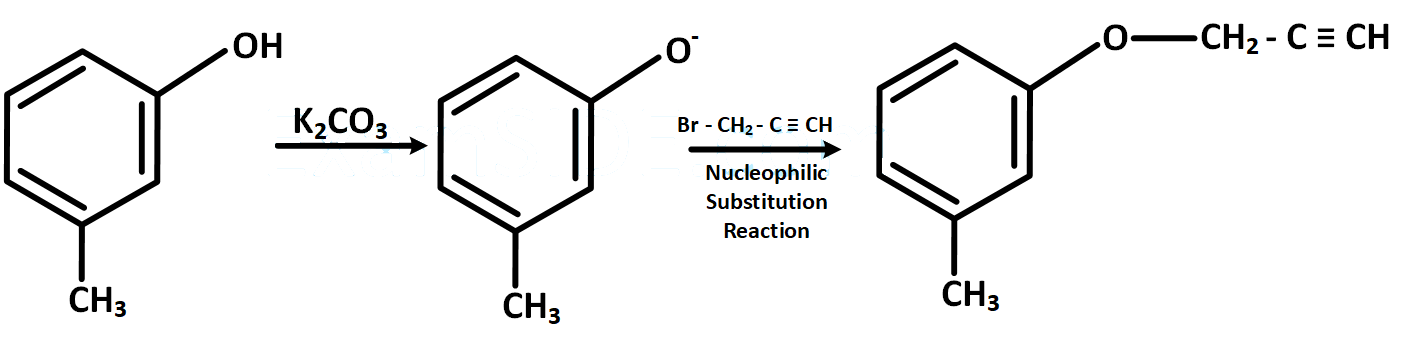 OH
CH₃
K₂CO₃
O⁻
CH₃
Br - CH₂ - C ≡ CH
Nucleophilic
Substitution
Reaction
O—CH₂ - C ≡ CH
CH₃